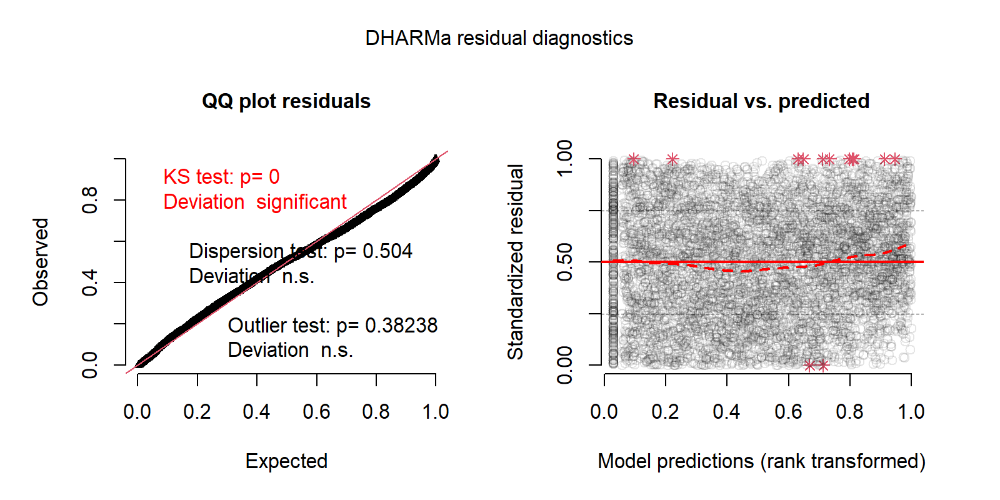 DHARMa residual diagnostics
QQ plot residuals
KS test: p= 0
Deviation  significant
Dispersion test: p= 0.504
Deviation  n.s.
Outlier test: p= 0.38238
Deviation  n.s.
Observed
0.0
0.4
0.8
0.0 0.2 0.4 0.6 0.8 1.0
Expected
Residual vs. predicted
Standardized residual
0.00
0.50
1.00
0.0 0.2 0.4 0.6 0.8 1.0
Model predictions (rank transformed)